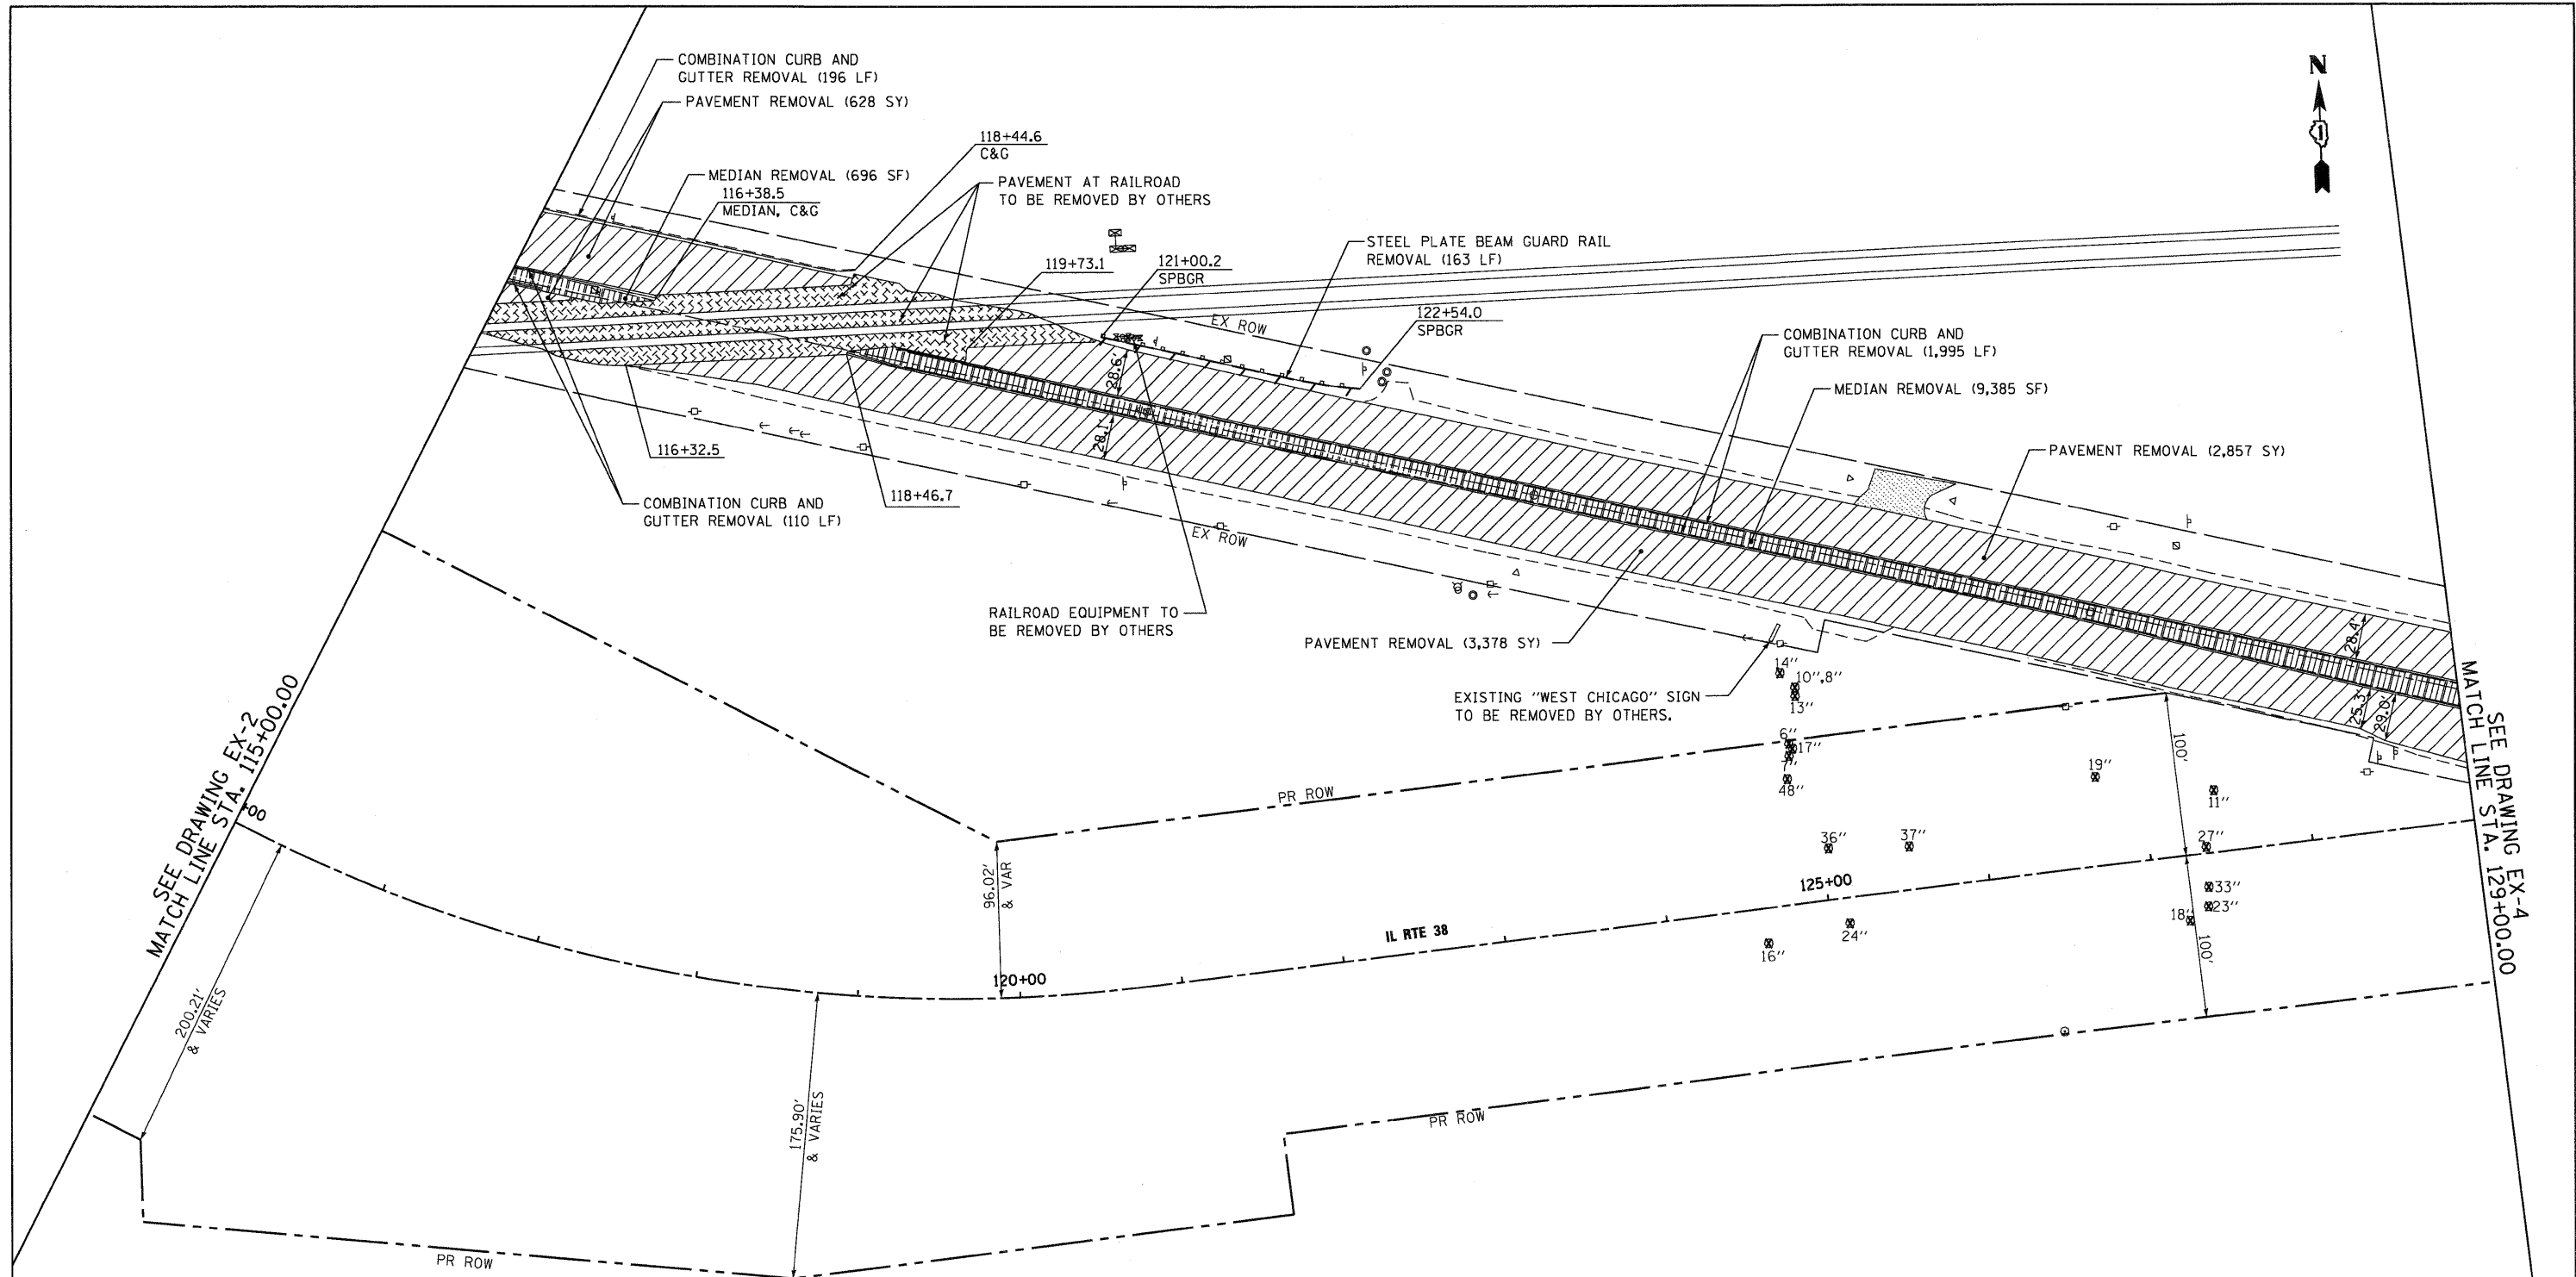 COMBINATION CURB AND
GUTTER REMOVAL (196 LF)
PAVEMENT REMOVAL (628 SY)
MEDIAN REMOVAL (696 SF)
116+38.5
MEDIAN, C&G
118+44.6
C&G
PAVEMENT AT RAILROAD
TO BE REMOVED BY OTHERS
N
1
119+73.1
121+00.2
SPBGR
STEEL PLATE BEAM GUARD RAIL
REMOVAL (163 LF)
EX ROW
122+54.0
SPBGR
COMBINATION CURB AND
GUTTER REMOVAL (1,995 LF)
MEDIAN REMOVAL (9,385 SF)
PAVEMENT REMOVAL (2,857 SY)
28.6'
28.1'
116+32.5
118+46.7
COMBINATION CURB AND
GUTTER REMOVAL (110 LF)
EX ROW
RAILROAD EQUIPMENT TO
BE REMOVED BY OTHERS
PAVEMENT REMOVAL (3,378 SY)
EXISTING "WEST CHICAGO" SIGN
TO BE REMOVED BY OTHERS.
28.4'
25.3'
29.0'
14"
10",8"
13"
6"
17"
7"
48"
36"
37"
19"
11"
27"
33"
23"
18"
24"
16"
100'
100'
PR ROW
SEE DRAWING EX-2
MATCH LINE STA. 115+00.00
+00
SEE DRAWING EX-4
MATCH LINE STA. 129+00.00
96.02'
& VAR
125+00
IL RTE 38
120+00
200.21'
& VARIES
175.90'
& VARIES
PR ROW
PR ROW